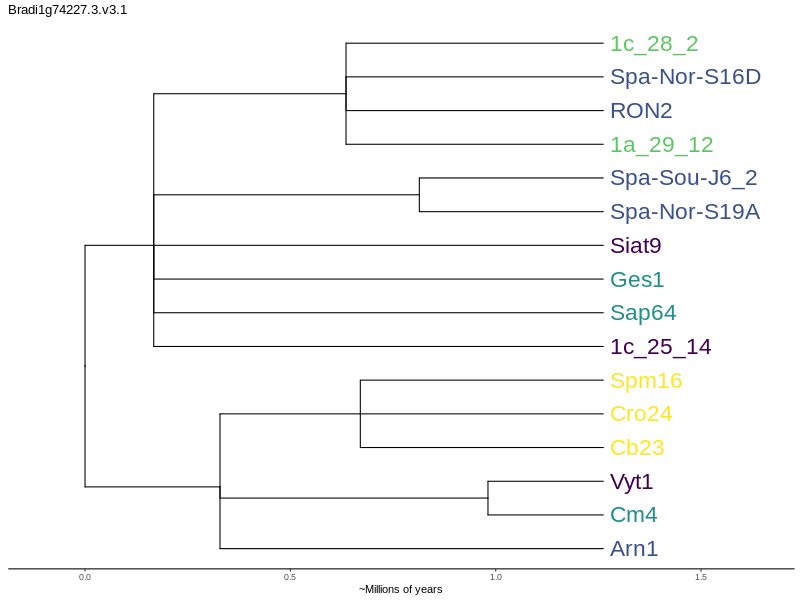 Bradi1g74227.3.v3.1
1c_28_2
Spa-Nor-S16D
RON2
1a_29_12
Spa-Sou-J6_2
Spa-Nor-S19A
Siat9
Ges1
Sap64
1c_25_14
Spm16
Cro24
Cb23
Vyt1
Cm4
Arn1
0.0 0.5 1.0 1.5
~Millions of years